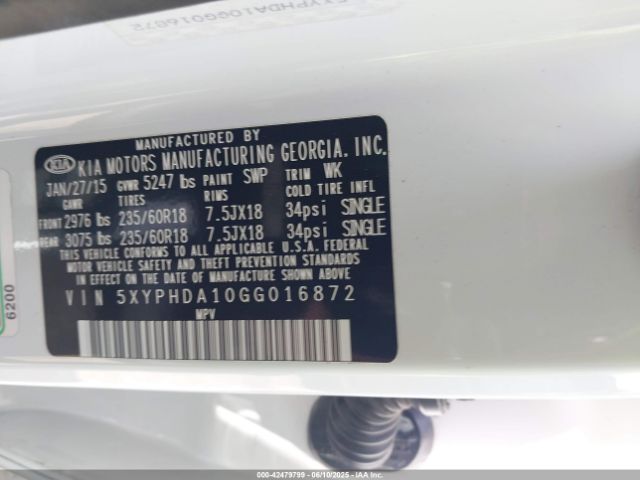 5XYPHDA10GG016872
MANUFACTURED BY
KIA KIA MOTORS MANUFACTURING GEORGIA, INC.
JAN/27/15 GVWR 5247 lbs PAINT SWP TRIM WK
GAWR TIRES RIMS COLD TIRE INFL
FRONT 2976 lbs 235/60R18 7.5JX18 34psi SINGLE
REAR 3075 lbs 235/60R18 7.5JX18 34psi SINGLE
THIS VEHICLE CONFORMS TO ALL APPLICABLE U.S.A. FEDERAL
MOTOR VEHICLE SAFETY AND THEFT PREVENTION STANDARDS
IN EFFECT ON THE DATE OF MANUFACTURE SHOWN ABOVE.
VIN 5XYPHDA10GG016872
MPV
6200
000-42479799 - 06/10/2025 - IAA Inc.